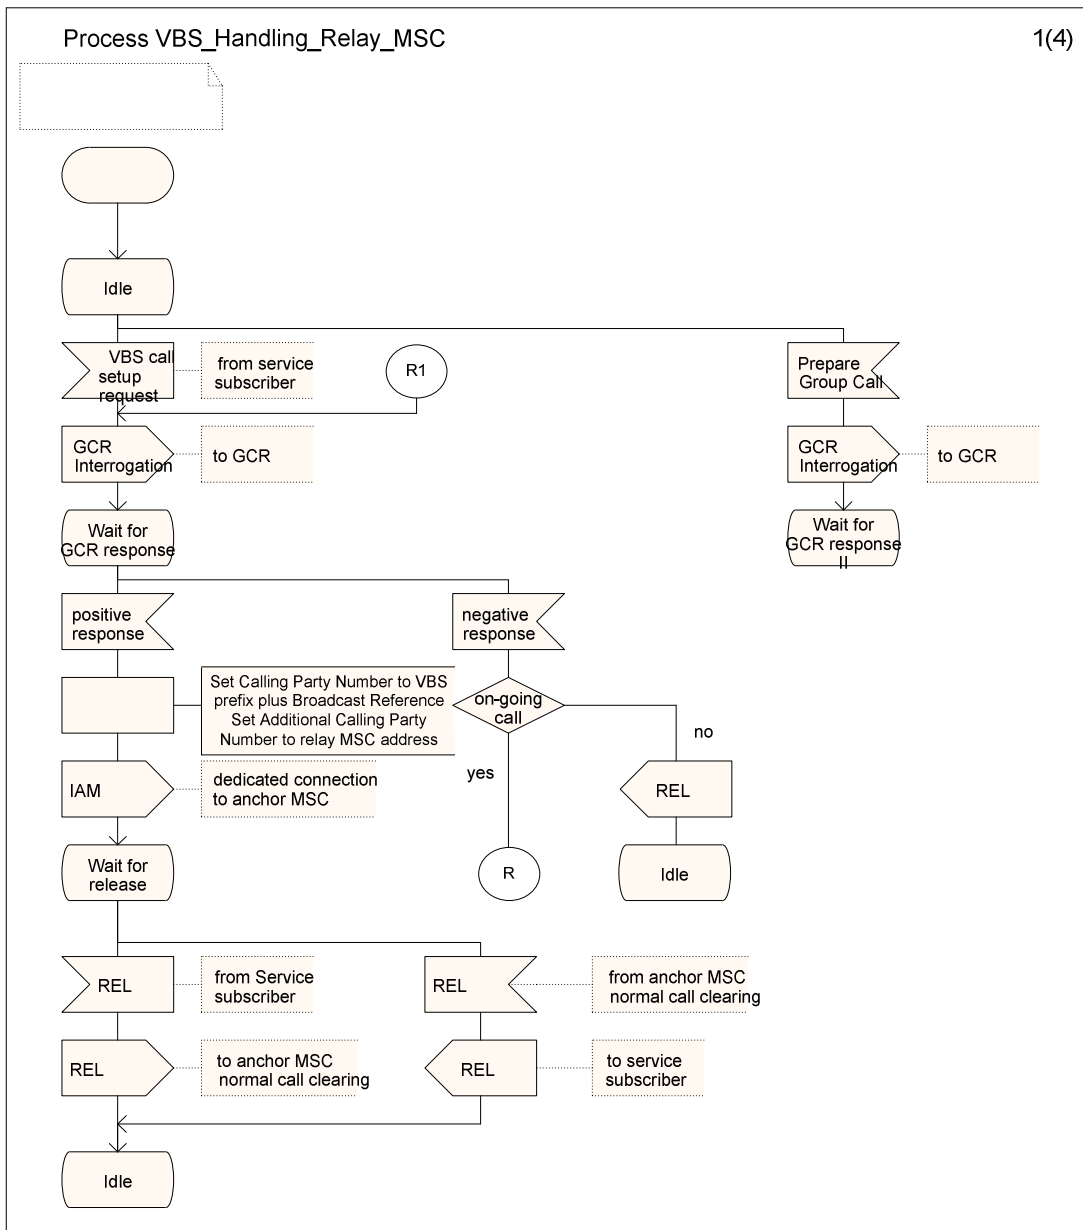 Process VBS_Handling_Relay_MSC
1(4)
Idle
VBS call
setup
request
from service
subscriber
R1
Prepare
Group Call
GCR
Interrogation
to GCR
GCR
Interrogation
to GCR
Wait for
GCR response
Wait for
GCR response
II
positive
response
negative
response
Set Calling Party Number to VBS
prefix plus Broadcast Reference
Set Additional Calling Party
Number to relay MSC address
on-going
call
no
yes
IAM
dedicated connection
to anchor MSC
REL
Wait for
release
R
Idle
REL
from Service
subscriber
REL
from anchor MSC
normal call clearing
REL
to anchor MSC
normal call clearing
REL
to service
subscriber
Idle